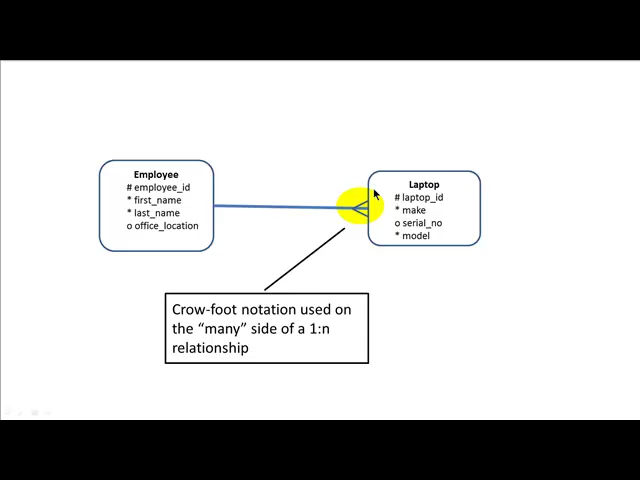 Employee
# employee_id
* first_name
* last_name
o office_location
Laptop
# laptop_id
* make
o serial_no
* model
Crow-foot notation used on
the “many” side of a 1:n
relationship